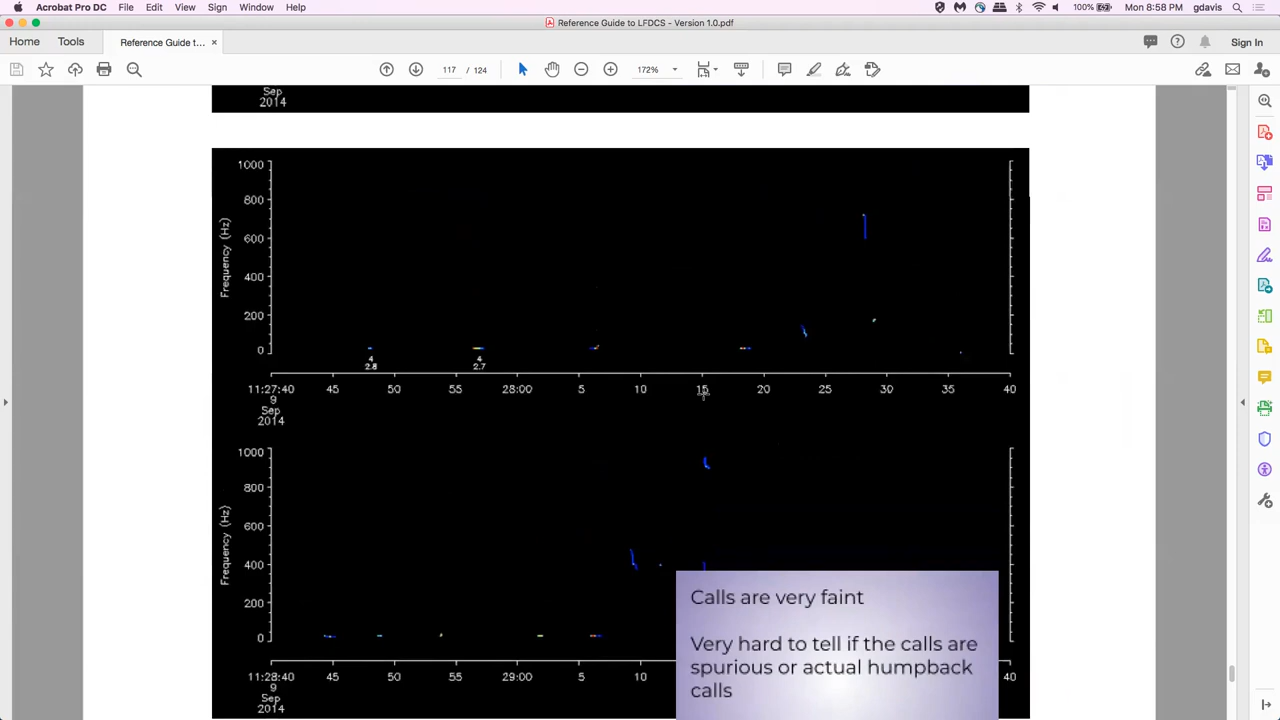 Acrobat Pro DC File Edit View Sign Window Help 100% Mon 8:58 PM gdavis
Reference Guide to LFDCS - Version 1.0.pdf
Home Tools Reference Guide t... × Sign In
117 / 124 172%
Sep
2014
1000
800
600
400
200
0
Frequency (Hz)
4 4
2.8 2.7
11:27:40 45 50 55 28:00 5 10 15 20 25 30 35 40
9
Sep
2014
1000
800
600
400
200
0
Frequency (Hz)
11:28:40 45 50 55 29:00 5 10
9
Sep
2014
Calls are very faint
Very hard to tell if the calls are
spurious or actual humpback
calls